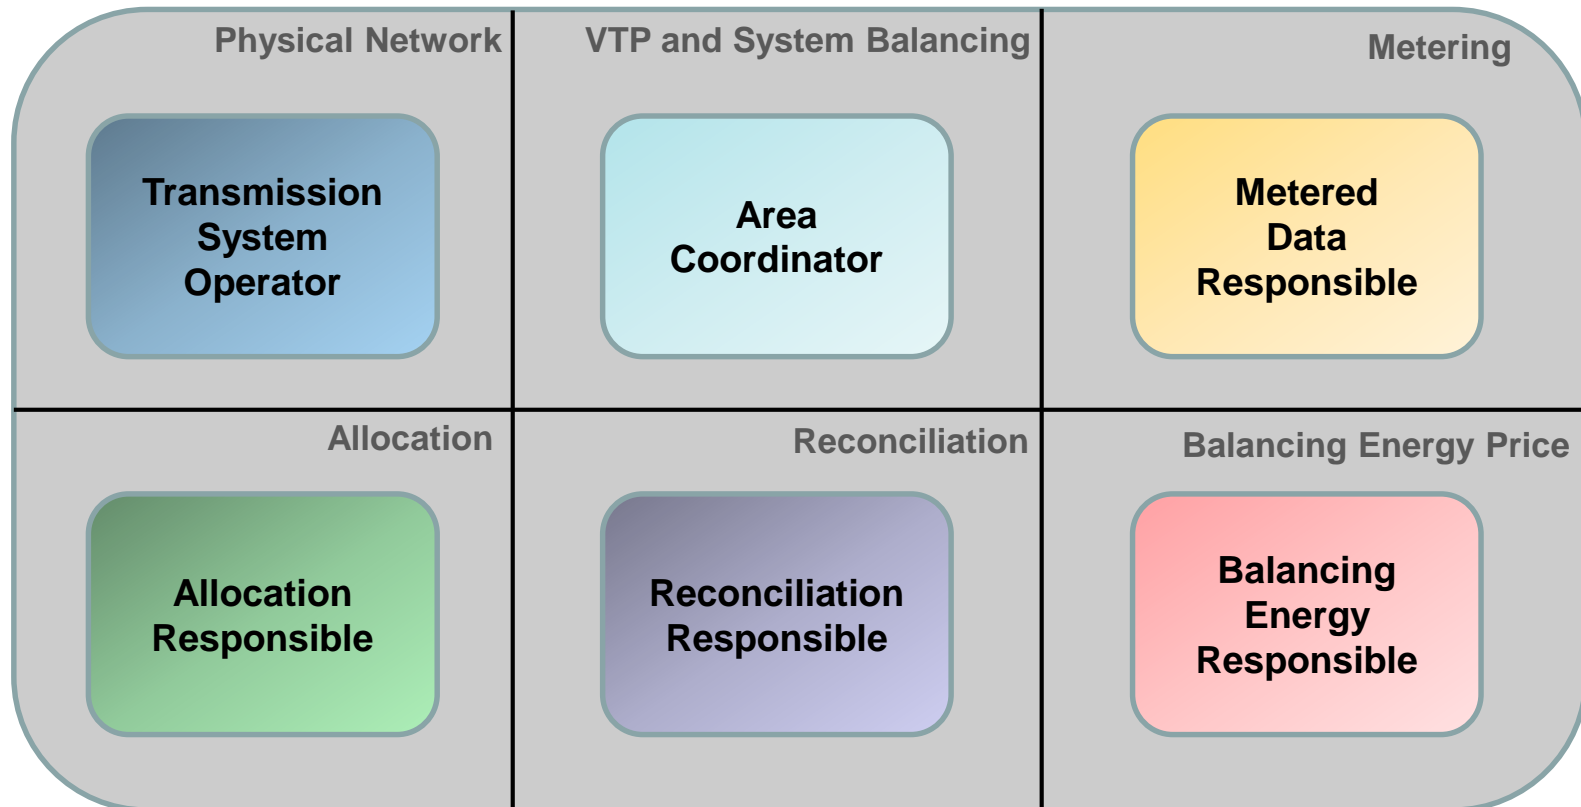 Physical Network
VTP and System Balancing
Metering
Transmission
System
Operator
Area
Coordinator
Metered
Data
Responsible
Allocation
Reconciliation
Balancing Energy Price
Allocation
Responsible
Reconciliation
Responsible
Balancing
Energy
Responsible